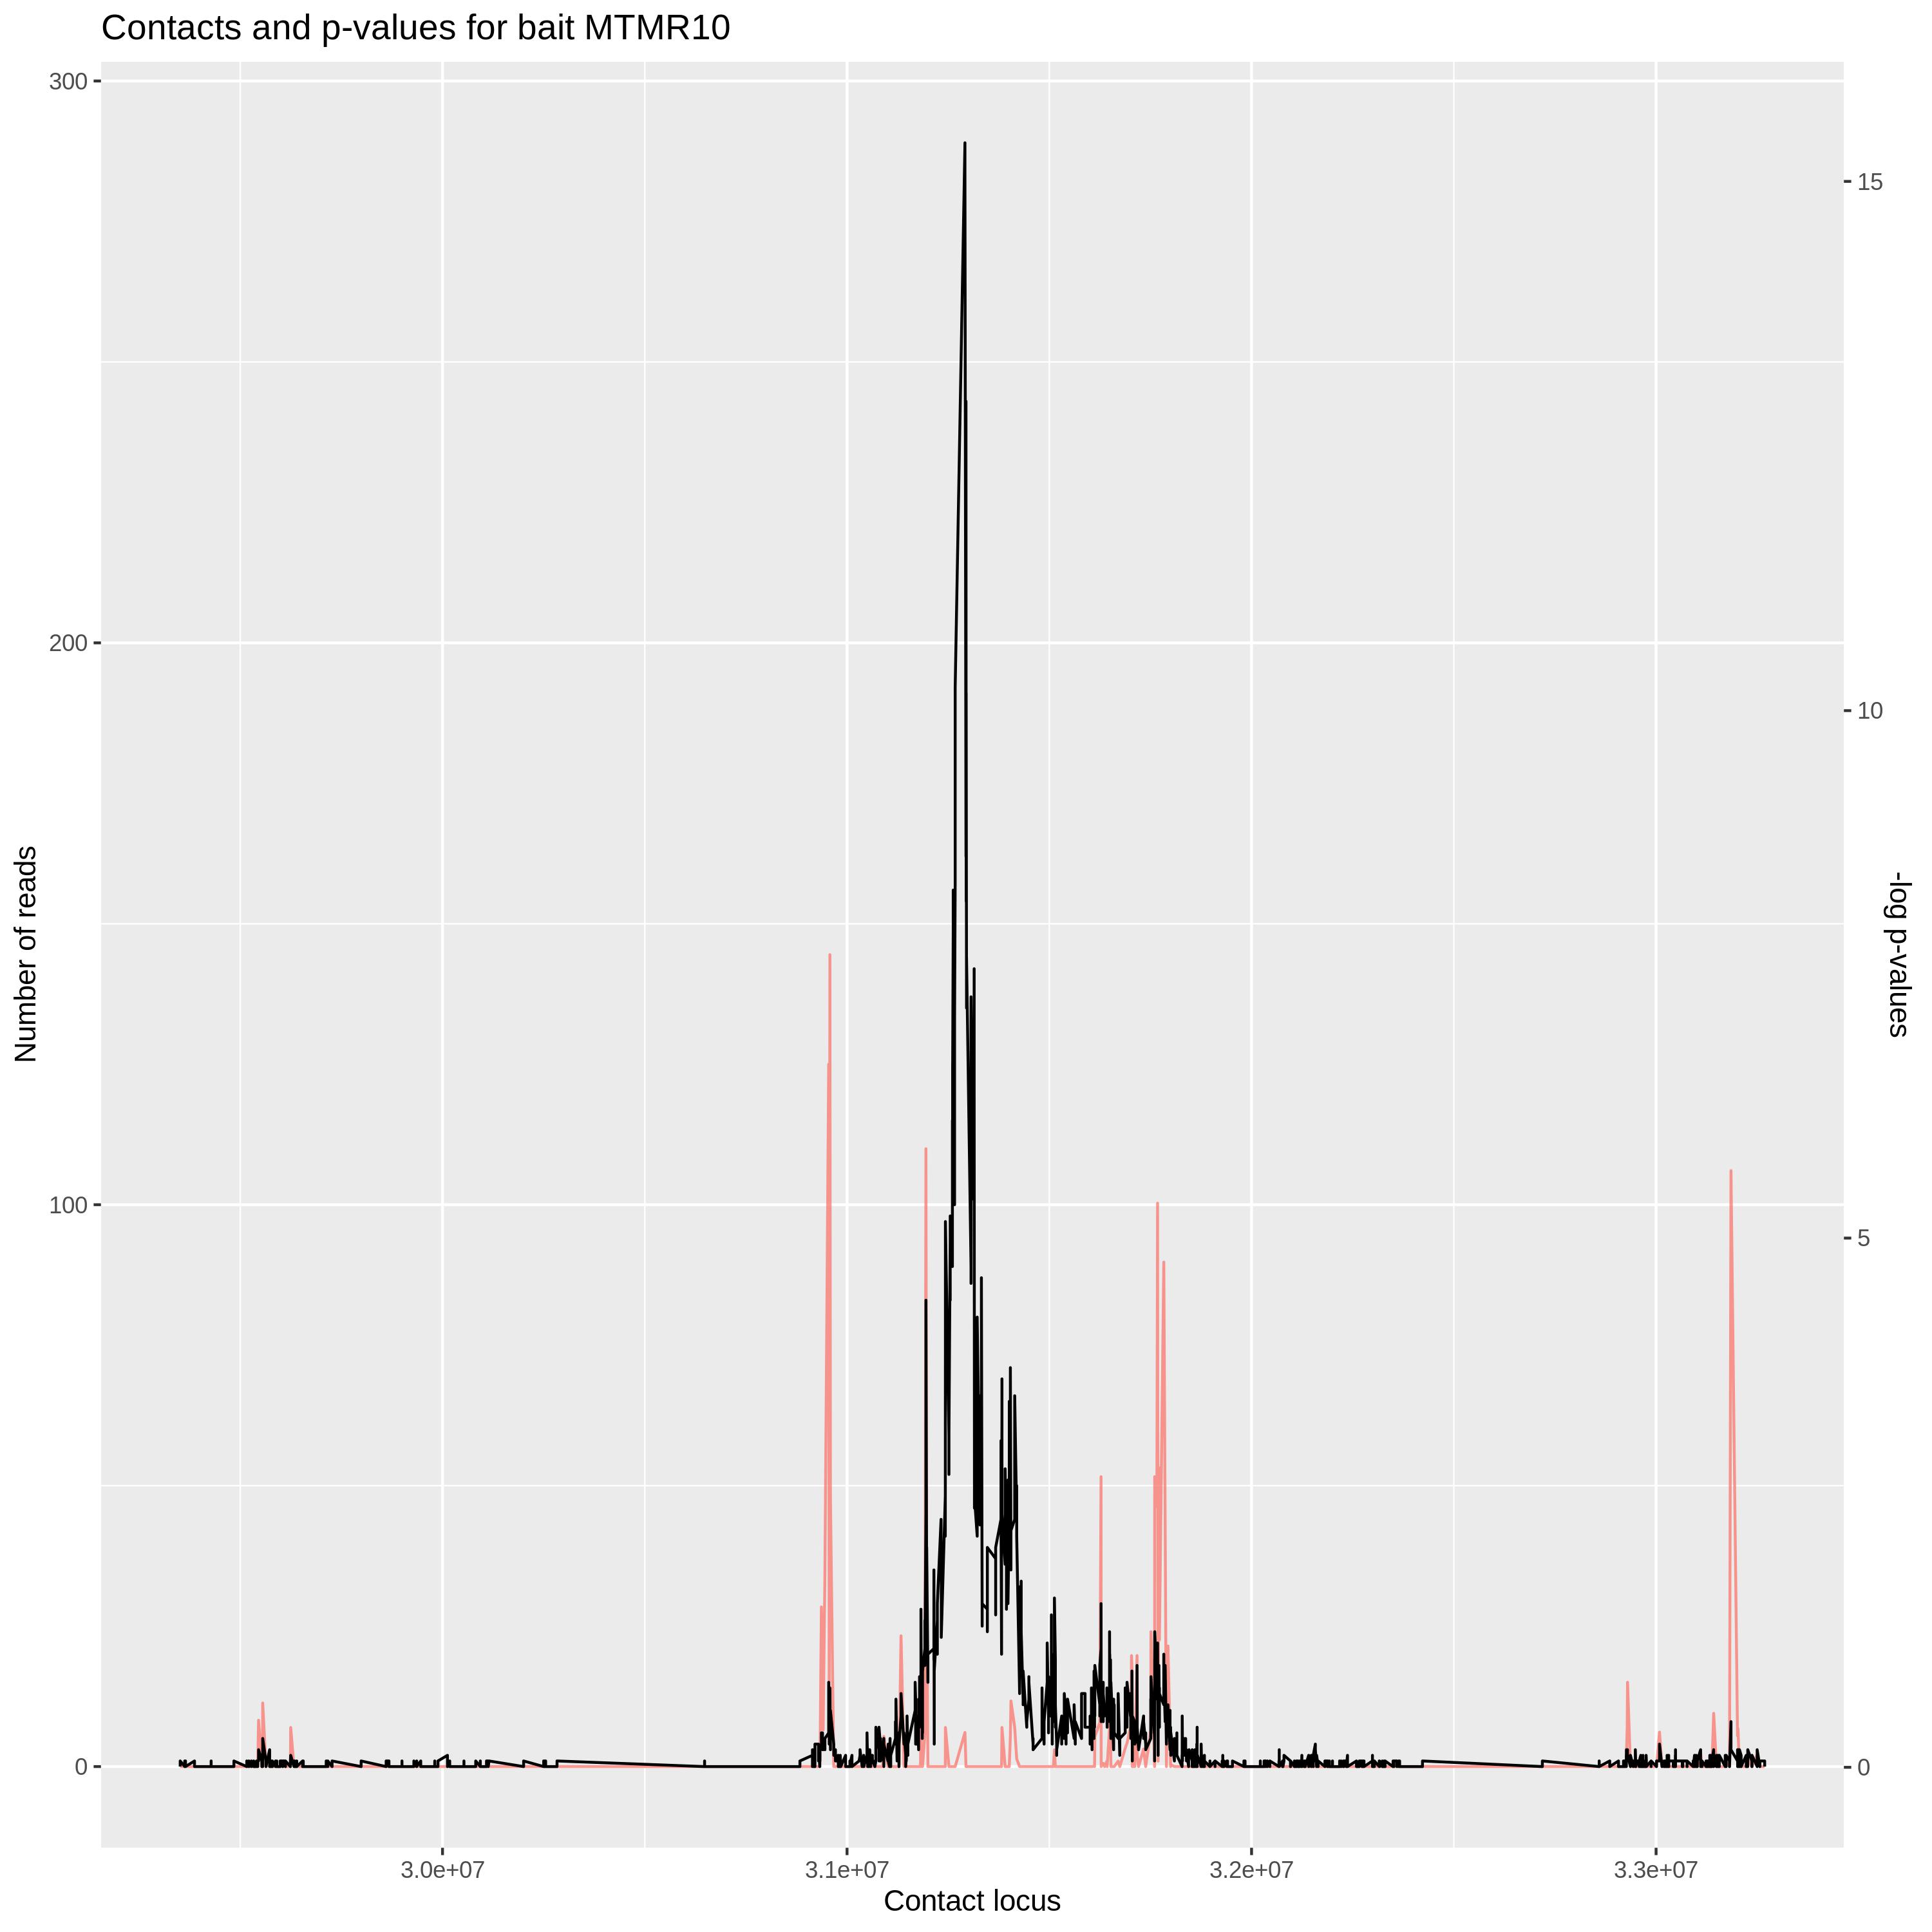 Contacts and p-values for bait MTMR10
300
200
100
0
15
10
5
0
Number of reads
-log p-values
3.0e+07
3.1e+07
3.2e+07
3.3e+07
Contact locus